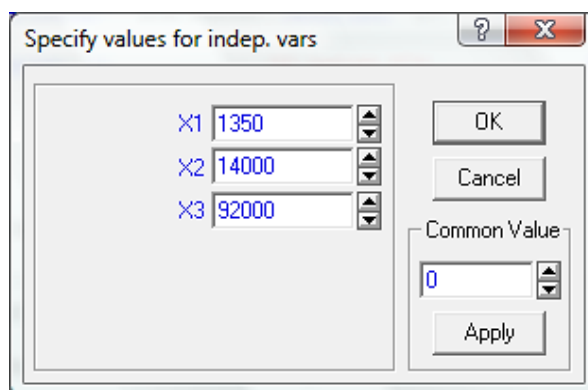 Specify values for indep. vars
?
X
X1 1350
X2 14000
X3 92000
OK
Cancel
Common Value
0
Apply